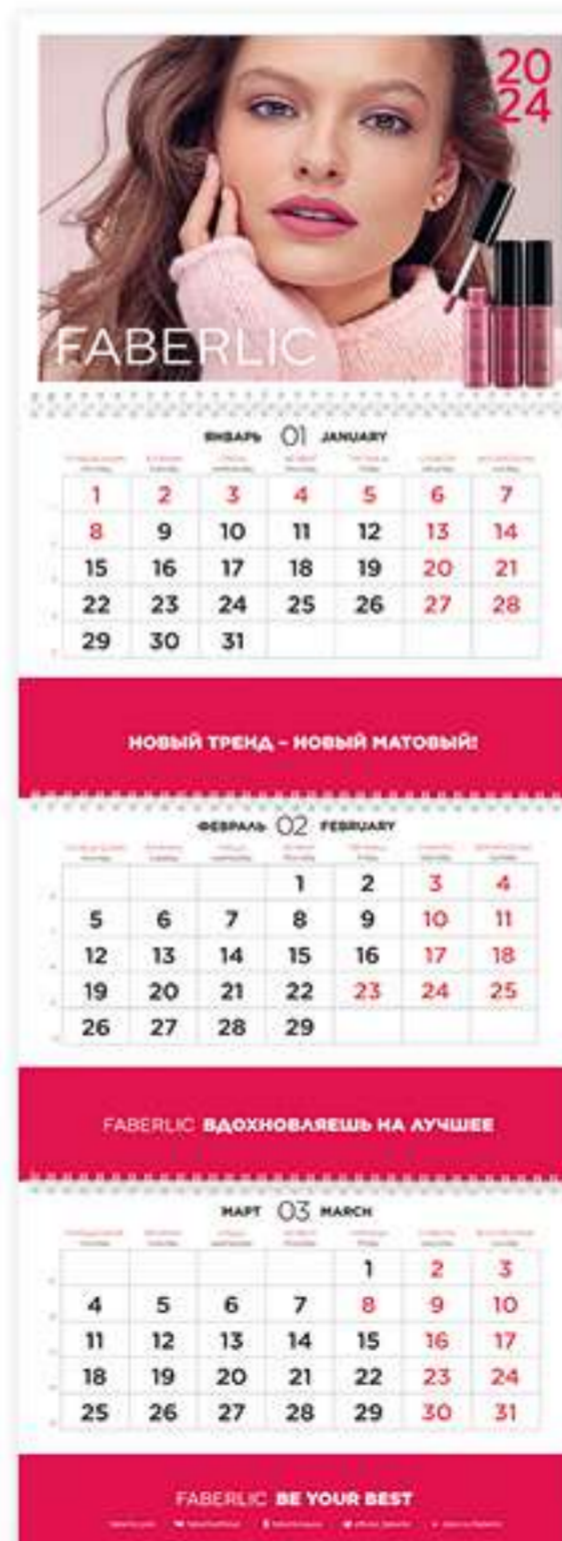 20
24
FABERLIC
ЯНВАРЬ 01 JANUARY
1 2 3 4 5 6 7
8 9 10 11 12 13 14
15 16 17 18 19 20 21
22 23 24 25 26 27 28
29 30 31
НОВЫЙ ТРЕНД – НОВЫЙ МАТОВЫЙ!
ФЕВРАЛЬ 02 FEBRUARY
1 2 3 4
5 6 7 8 9 10 11
12 13 14 15 16 17 18
19 20 21 22 23 24 25
26 27 28 29
FABERLIC ВДОХНОВЛЯЕШЬ НА ЛУЧШЕЕ
МАРТ 03 MARCH
1 2 3
4 5 6 7 8 9 10
11 12 13 14 15 16 17
18 19 20 21 22 23 24
25 26 27 28 29 30 31
FABERLIC BE YOUR BEST